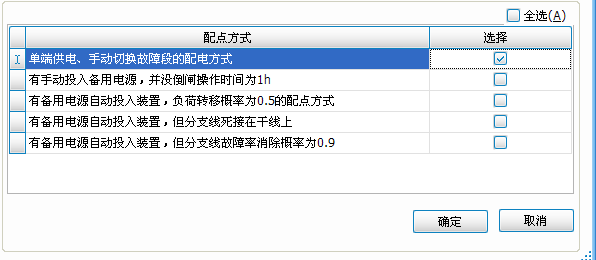 全选(A)
配点方式 选择
单端供电、手动切换故障段的配电方式
有手动投入备用电源，并没倒闸操作时间为1h
有备用电源自动投入装置，负荷转移概率为0.5的配点方式
有备用电源自动投入装置，但分支线死接在干线上
有备用电源自动投入装置，但分支线故障率消除概率为0.9
确定 取消